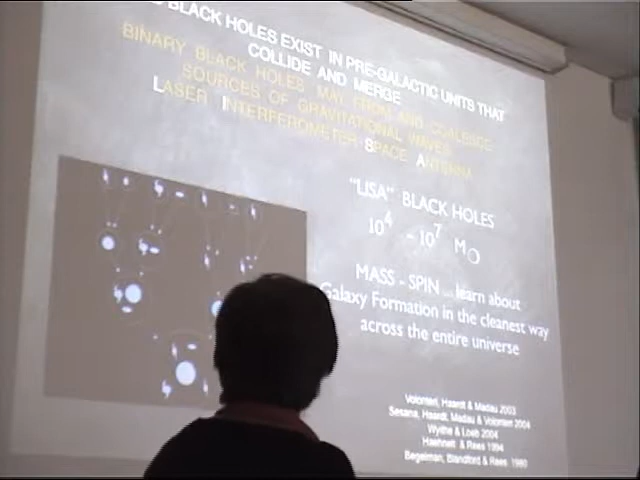 BLACK HOLES EXIST IN PRE-GALACTIC UNITS THAT
COLLIDE AND MERGE
BINARY BLACK HOLES MAY FROM AND COALESCE
SOURCES OF GRAVITATIONAL WAVES
LASER INTERFEROMETER SPACE ANTENNA
"LISA" BLACK HOLES
10⁴ - 10⁷ M
MASS - SPIN ... learn about
Galaxy Formation in the cleanest way
across the entire universe
Volonteri, Haardt & Madau 2003
Sesana, Haardt, Madau & Volonteri 2004
Wythe & Loeb 2004
Haehnelt & Rees 1994
Begelman, Blandford & Rees 1980